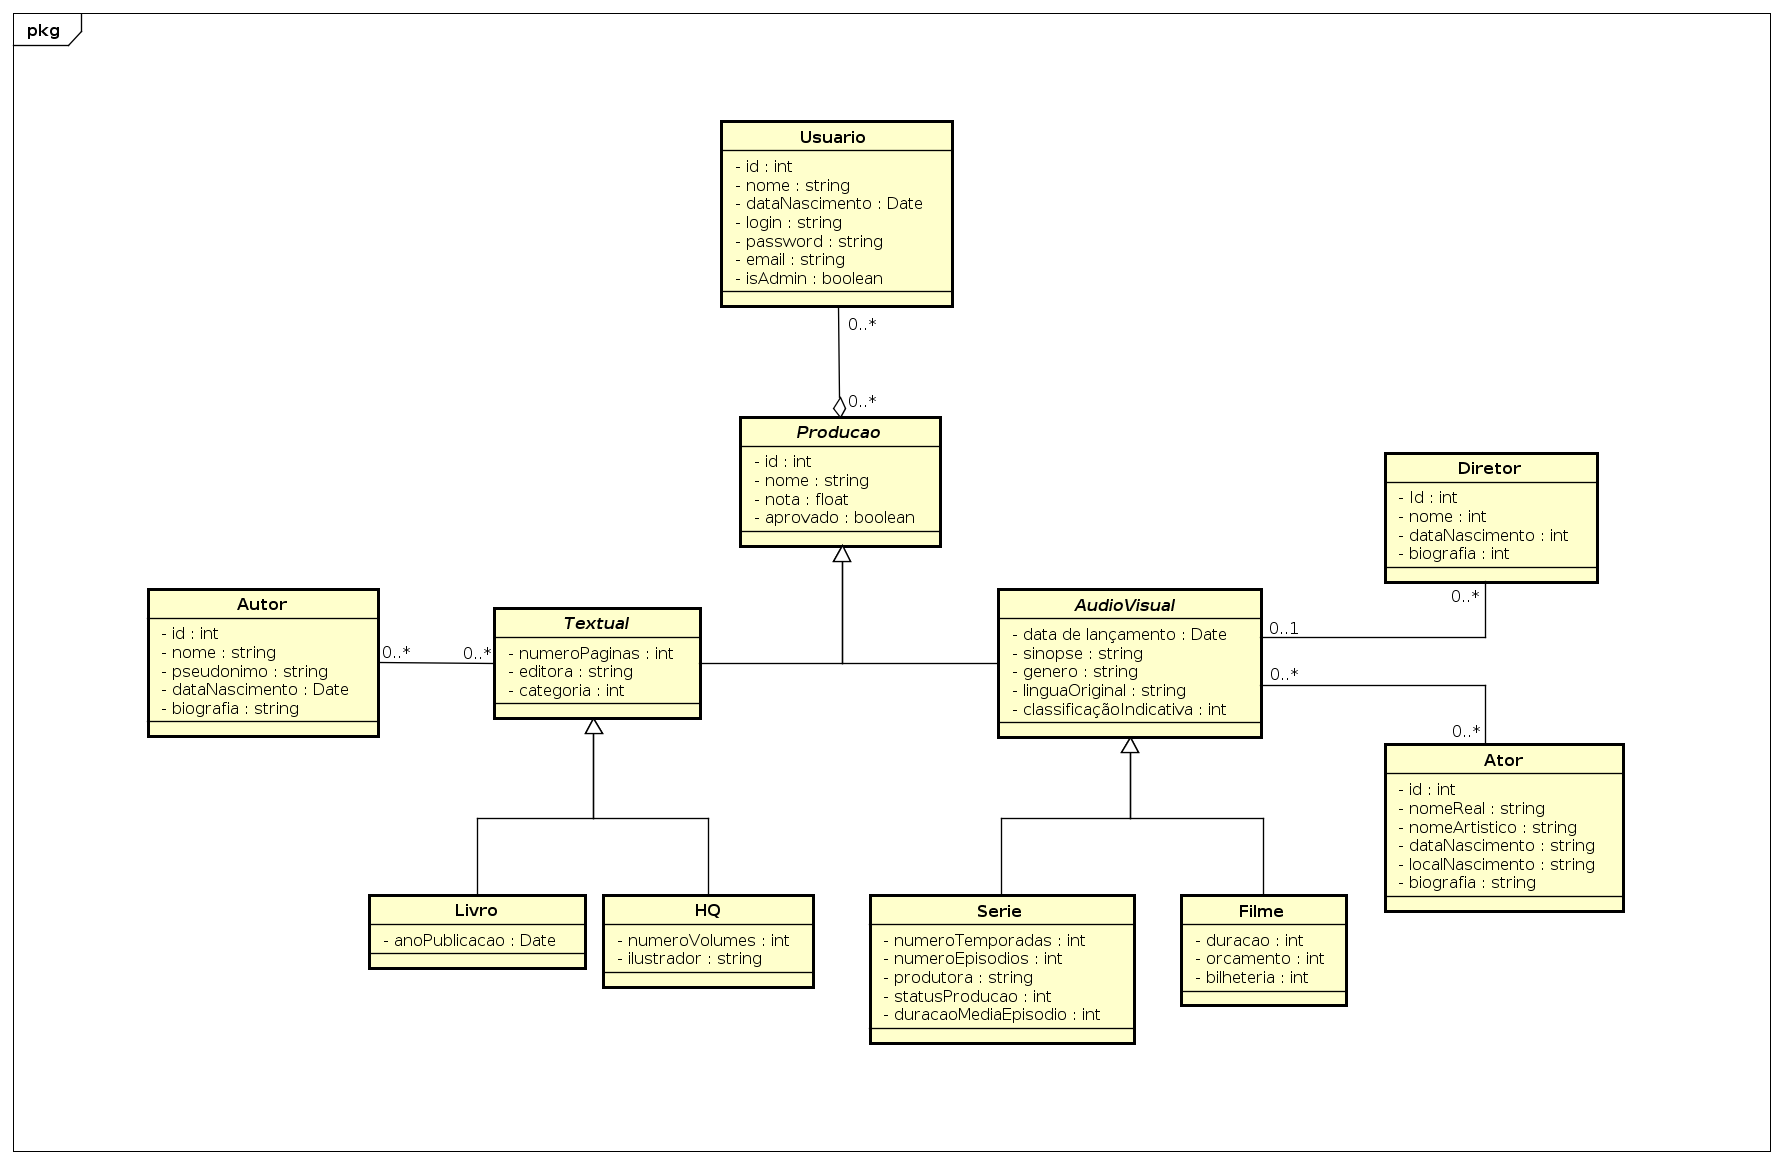 pkg
Usuario
- id : int
- nome : string
- dataNascimento : Date
- login : string
- password : string
- email : string
- isAdmin : boolean
0..*
0..*
Producao
- id : int
- nome : string
- nota : float
- aprovado : boolean
Diretor
- Id : int
- nome : int
- dataNascimento : int
- biografia : int
0..*
0..1
Autor
- id : int
- nome : string
- pseudonimo : string
- dataNascimento : Date
- biografia : string
0..*
0..*
Textual
- numeroPaginas : int
- editora : string
- categoria : int
AudioVisual
- data de lançamento : Date
- sinopse : string
- genero : string
- linguaOriginal : string
- classificaçãoIndicativa : int
0..*
0..*
Ator
- id : int
- nomeReal : string
- nomeArtistico : string
- dataNascimento : string
- localNascimento : string
- biografia : string
Livro
- anoPublicacao : Date
HQ
- numeroVolumes : int
- ilustrador : string
Serie
- numeroTemporadas : int
- numeroEpisodios : int
- produtora : string
- statusProducao : int
- duracaoMediaEpisodio : int
Filme
- duracao : int
- orcamento : int
- bilheteria : int